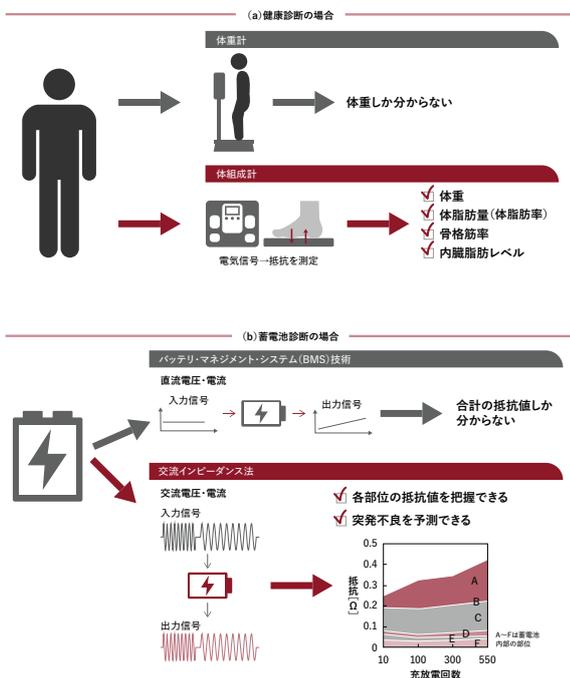 （a）健康診断の場合
体重計
体重しか分からない
体組成計
体重
体脂肪量（体脂肪率）
骨格筋率
内臓脂肪レベル
電気信号→抵抗を測定
（b）蓄電池診断の場合
バッテリ・マネジメント・システム（BMS）技術
直流電圧・電流
入力信号
出力信号
合計の抵抗値しか
分からない
交流インピーダンス法
交流電圧・電流
入力信号
出力信号
各部位の抵抗値を把握できる
突発不良を予測できる
抵抗[Ω]
0.5
0.4
0.3
0.2
0.1
0
A
B
C
D
E
F
10 100 300 550
充放電回数
A〜Fは蓄電池
内部の部位